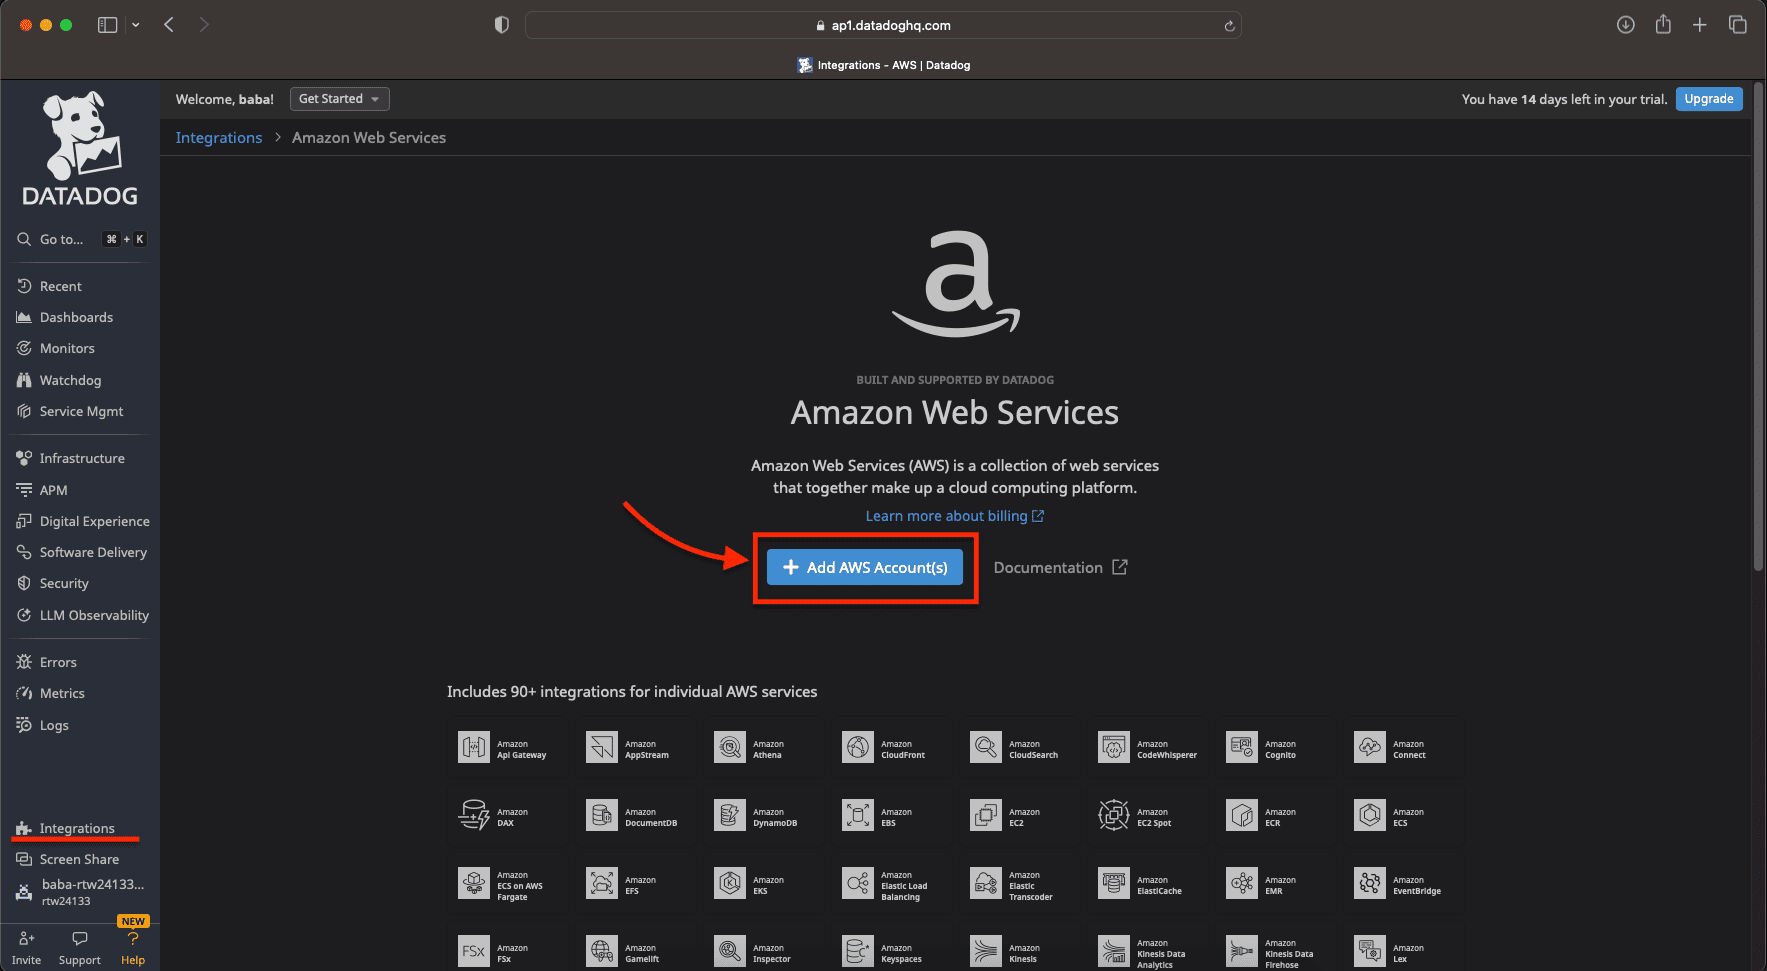 ap1.datadoghq.com
Integrations - AWS | Datadog
DATADOG
Go to... ⌘ + K
Recent
Dashboards
Monitors
Watchdog
Service Mgmt
Infrastructure
APM
Digital Experience
Software Delivery
Security
LLM Observability
Errors
Metrics
Logs
Integrations
Screen Share
baba-rtw24133...
rtw24133
NEW
Invite Support Help
Welcome, baba! Get Started
You have 14 days left in your trial. Upgrade
Integrations > Amazon Web Services
a
BUILT AND SUPPORTED BY DATADOG
Amazon Web Services
Amazon Web Services (AWS) is a collection of web services
that together make up a cloud computing platform.
Learn more about billing
+ Add AWS Account(s) Documentation
Includes 90+ integrations for individual AWS services
Amazon
Api Gateway
Amazon
AppStream
Amazon
Athena
Amazon
CloudFront
Amazon
CloudSearch
Amazon
CodeWhisperer
Amazon
Cognito
Amazon
Connect
Amazon
DAX
Amazon
DocumentDB
Amazon
DynamoDB
Amazon
EBS
Amazon
EC2
Amazon
EC2 Spot
Amazon
ECR
Amazon
ECS
Amazon
ECS on AWS
Fargate
Amazon
EFS
Amazon
EKS
Amazon
Elastic Load
Balancing
Amazon
Elastic
Transcoder
Amazon
ElastiCache
Amazon
EMR
Amazon
EventBridge
FSx
Amazon
FSx
Amazon
Gamelift
Amazon
Inspector
Amazon
Keyspaces
Amazon
Kinesis
Amazon
Kinesis Data
Analytics
Amazon
Kinesis Data
Firehose
Amazon
Lex